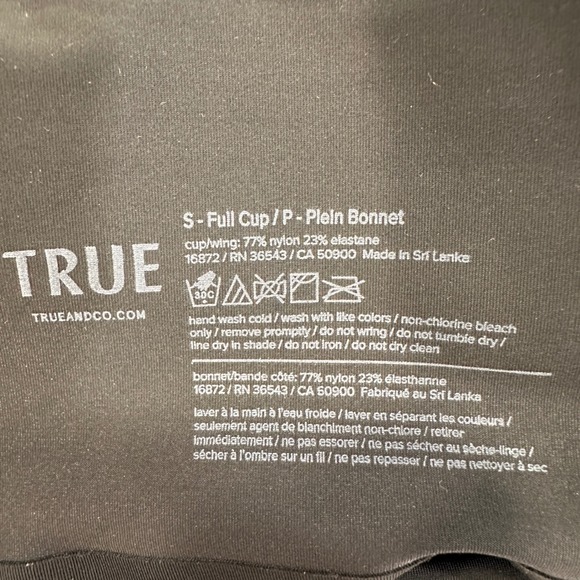 S - Full Cup / P - Plein Bonnet
cup/wing: 77% nylon 23% elastane
16872 / RN 36543 / CA 50900 Made in Sri Lanka
TRUE
TRUEANDCO.COM
30C
hand wash cold / wash with like colors / non-chlorine bleach
only / remove promptly / do not wring / do not tumble dry /
line dry in shade / do not iron / do not dry clean
bonnet/bande côté: 77% nylon 23% élasthanne
16872 / RN 36543 / CA 50900 Fabriqué au Sri Lanka
laver à la main à l'eau froide / laver en séparant les couleurs /
seulement agent de blanchiment non-chlore / retirer
immédiatement / ne pas essorer / ne pas sécher au sèche-linge /
sécher à l'ombre sur un fil / ne pas repasser / ne pas nettoyer à sec